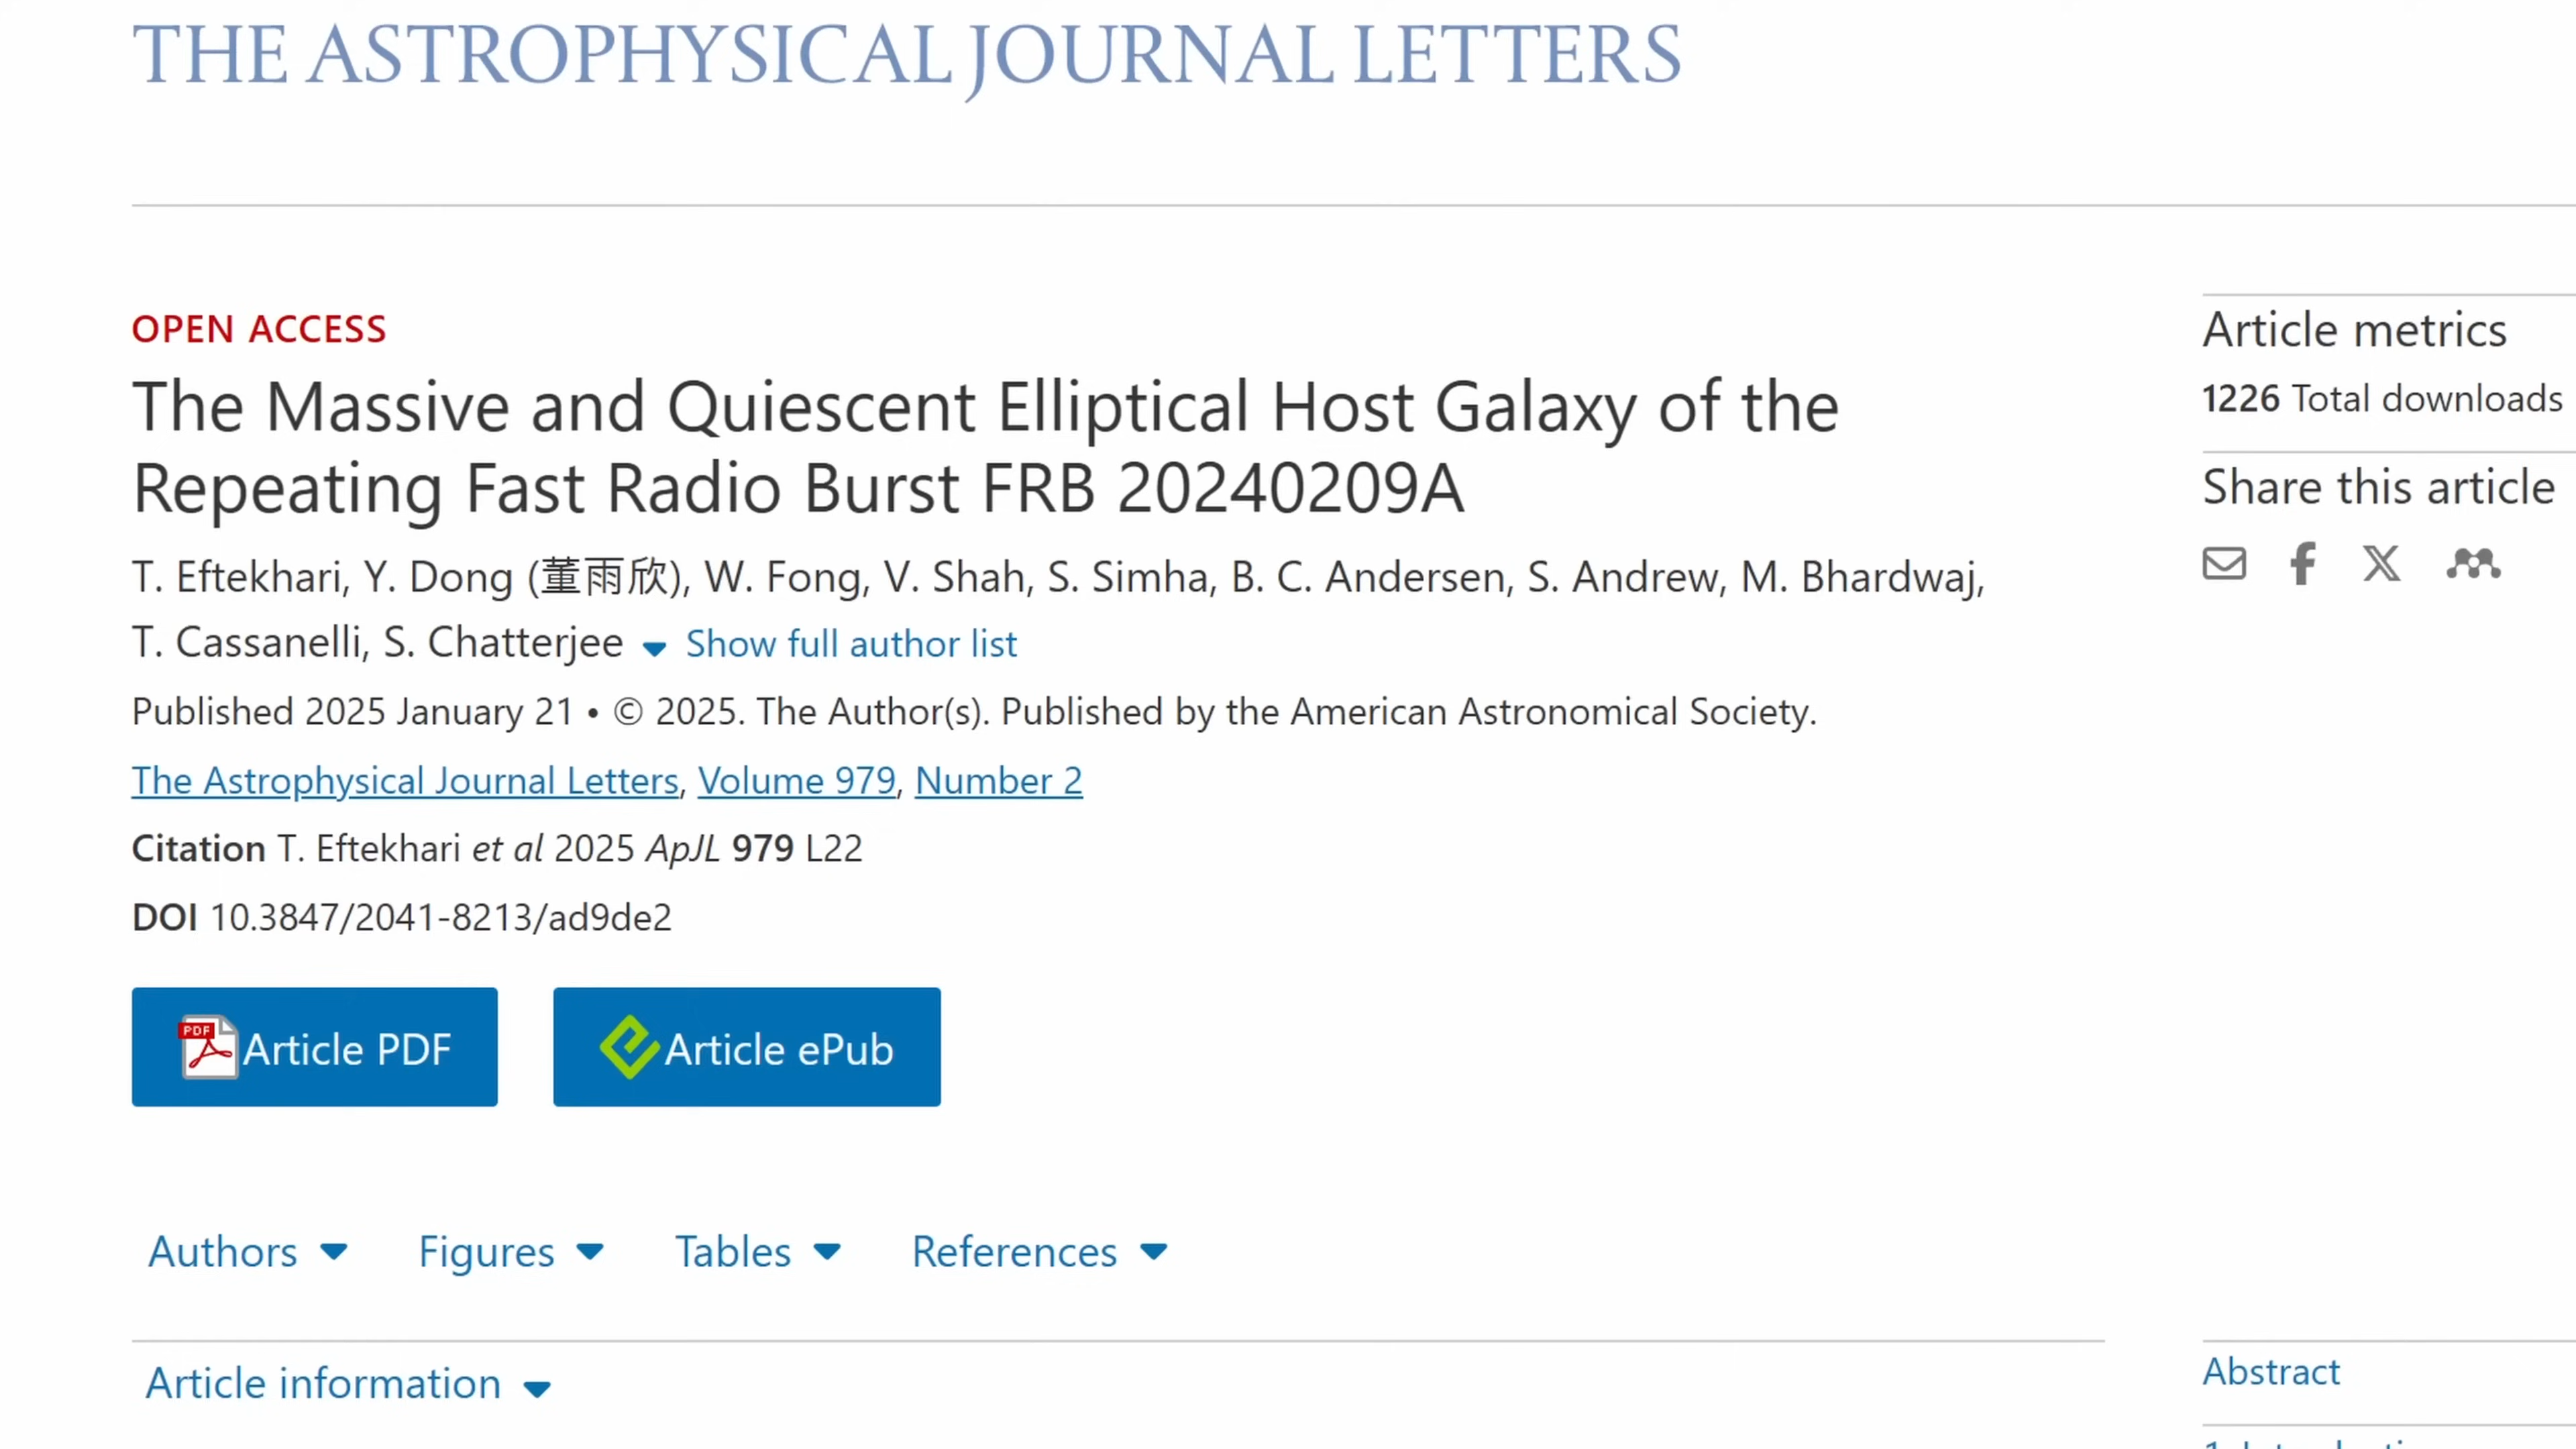 THE ASTROPHYSICAL JOURNAL LETTERS
OPEN ACCESS
The Massive and Quiescent Elliptical Host Galaxy of the
Repeating Fast Radio Burst FRB 20240209A
T. Eftekhari, Y. Dong (董雨欣), W. Fong, V. Shah, S. Simha, B. C. Andersen, S. Andrew, M. Bhardwaj,
T. Cassanelli, S. Chatterjee Show full author list
Published 2025 January 21 • © 2025. The Author(s). Published by the American Astronomical Society.
The Astrophysical Journal Letters, Volume 979, Number 2
Citation T. Eftekhari et al 2025 ApJL 979 L22
DOI 10.3847/2041-8213/ad9de2
PDF Article PDF
Article ePub
Authors Figures Tables References
Article information
Article metrics
1226 Total downloads
Share this article
Abstract